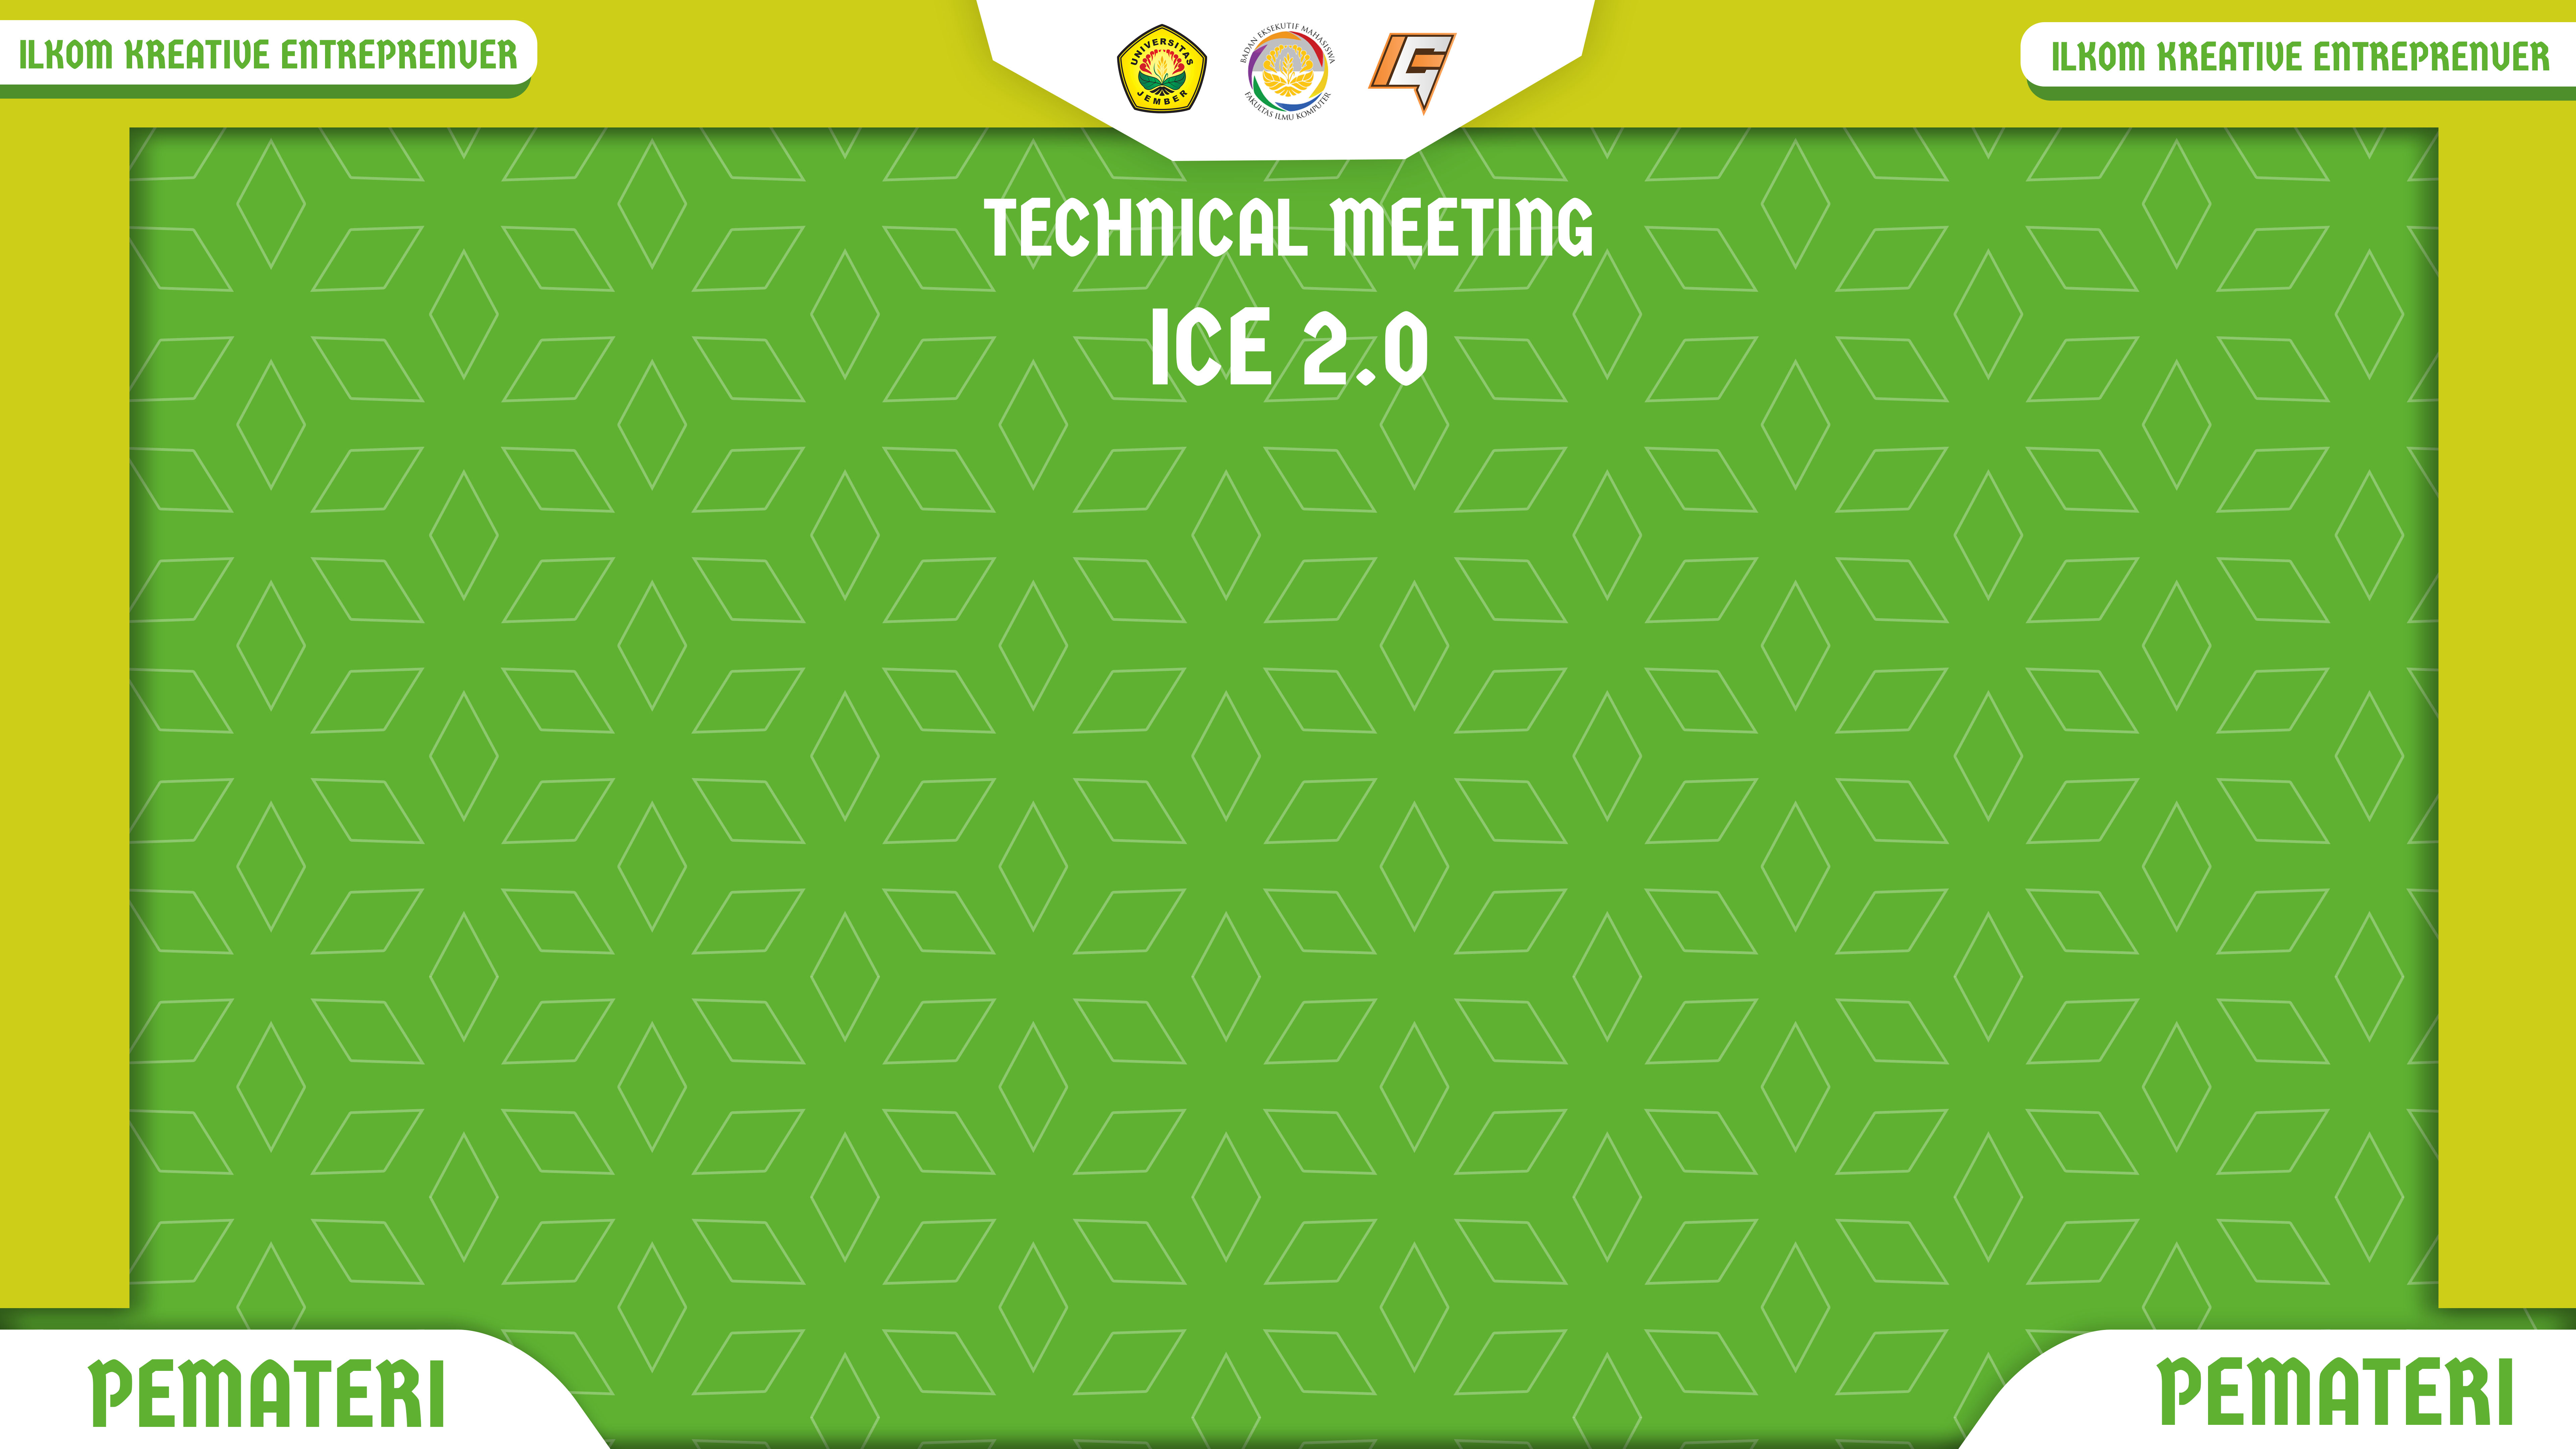 ILKOM KREATIVE ENTREPRENUER
UNIVERSITAS
JEMBER
BADAN EKSEKUTIF MAHASISWA
FAKULTAS ILMU KOMPUTER
ILKOM KREATIVE ENTREPRENUER
TECHNICAL MEETING
ICE 2.0
PEMATERI
PEMATERI